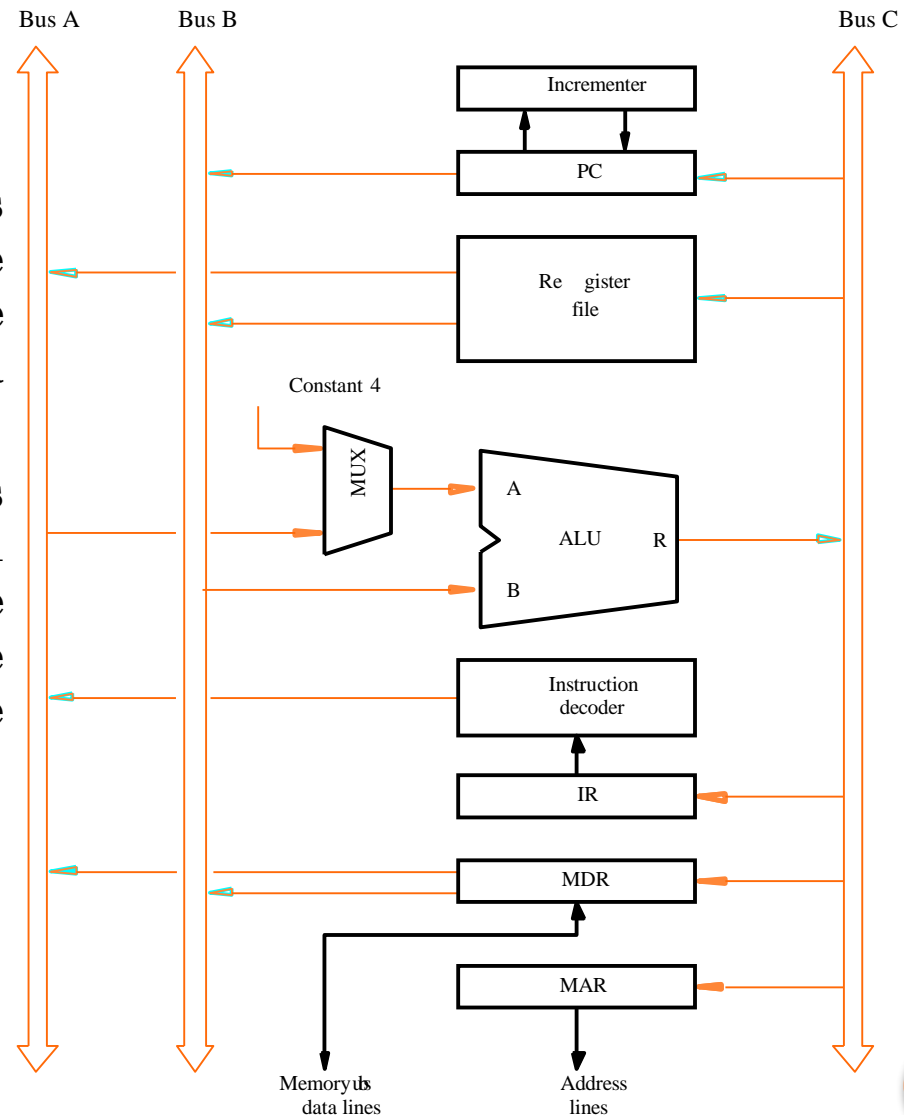 Bus A Bus B Bus C
Incrementer
PC
s
e
Re gister
e
file
Constant 4
MUX
A
s
ALU R
B
e
e
Instruction
e
decoder
IR
MDR
MAR
Address
data lines lines